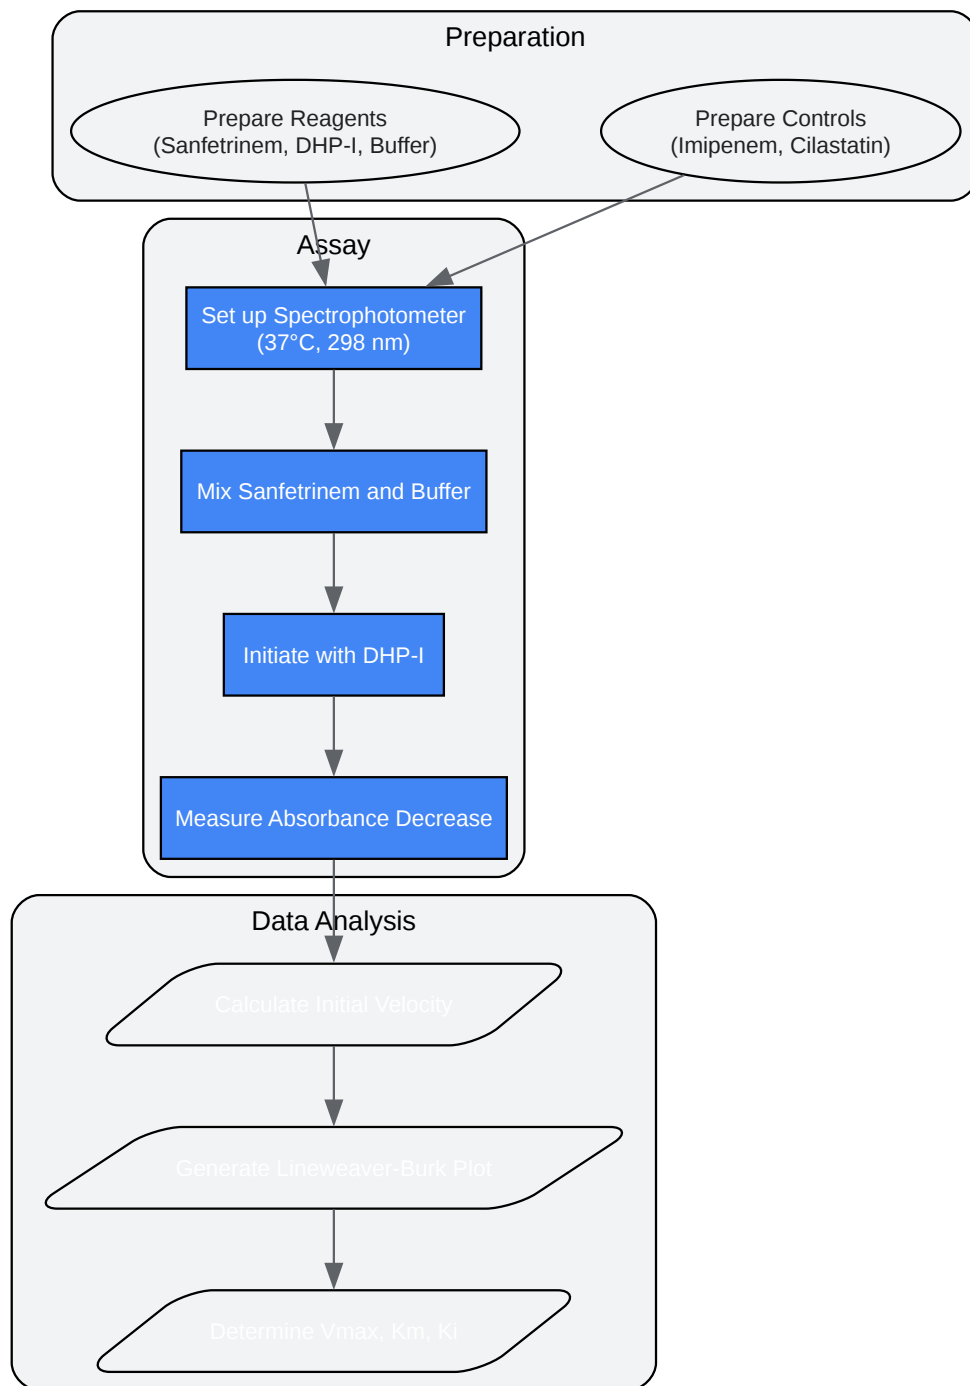 Preparation
Prepare Reagents
(Sanfetrinem, DHP-I, Buffer)
Prepare Controls
(Imipenem, Cilastatin)
Assay
Set up Spectrophotometer
(37°C, 298 nm)
Mix Sanfetrinem and Buffer
Initiate with DHP-I
Measure Absorbance Decrease
Data Analysis
Calculate Initial Velocity
Generate Lineweaver-Burk Plot
Determine Vmax, Km, Ki